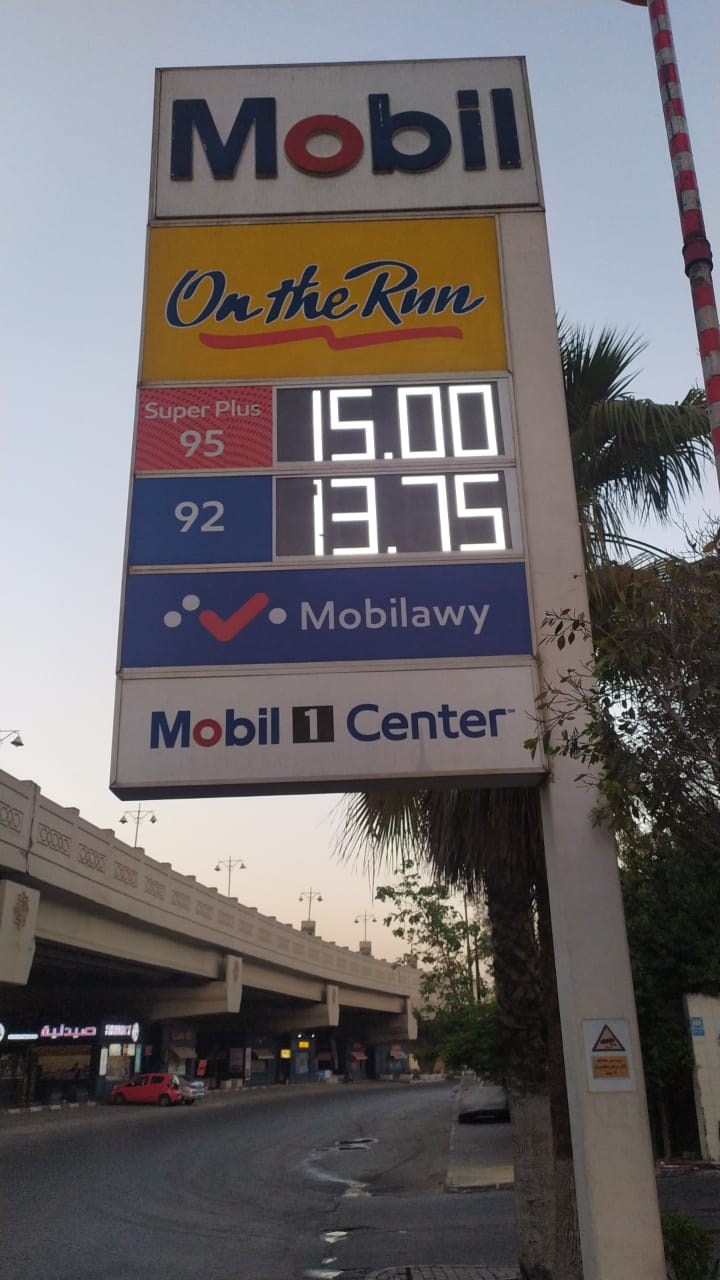 Mobil
On the Run
Super Plus
95
15.00
92
13.75
Mobilawy
Mobil 1 Center
صيدلية